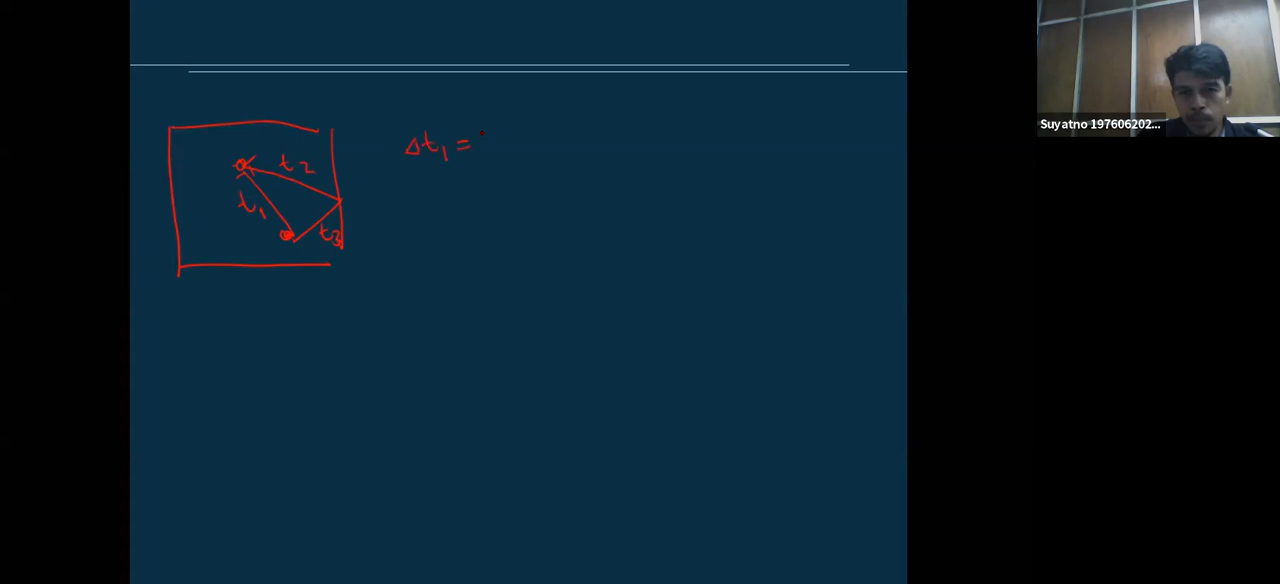 t2
t1
t3
Δt1 =
Suyatno 197606202...